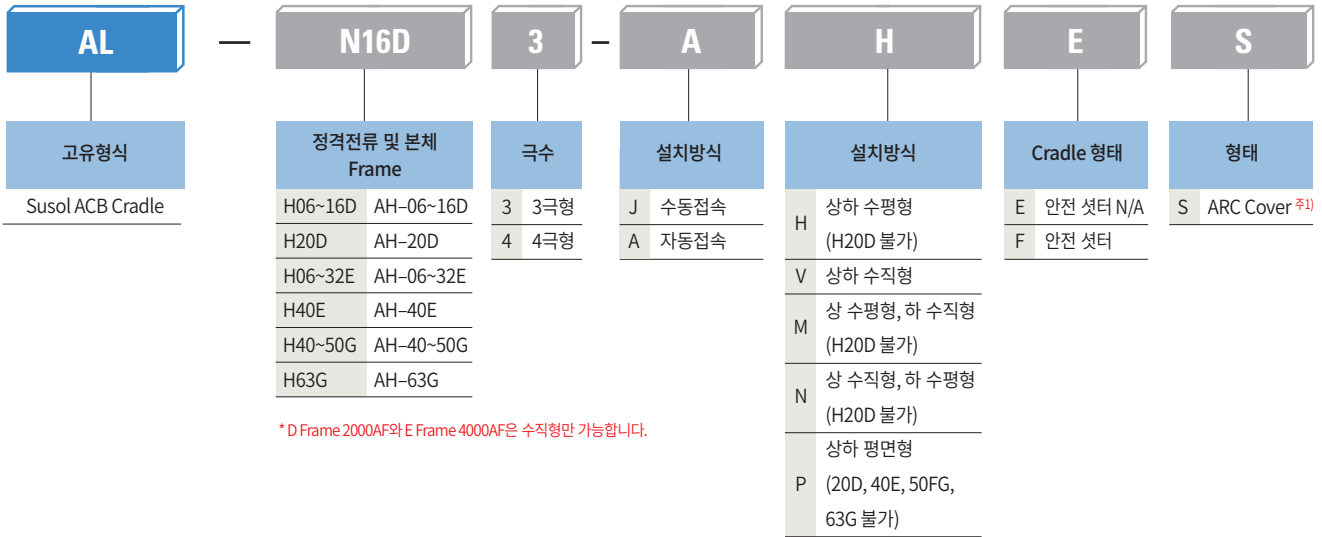 AL — N16D 3 – A H E S
고유형식
Susol ACB Cradle
정격전류 및 본체
Frame
H06~16D AH–06~16D
H20D AH–20D
H06~32E AH–06~32E
H40E AH–40E
H40~50G AH–40~50G
H63G AH–63G
* D Frame 2000AF와 E Frame 4000AF은 수직형만 가능합니다.
극수
3 3극형
4 4극형
설치방식
J 수동접속
A 자동접속
설치방식
H 상하 수평형
(H20D 불가)
V 상하 수직형
M 상 수평형, 하 수직형
(H20D 불가)
N 상 수직형, 하 수평형
(H20D 불가)
P 상하 평면형
(20D, 40E, 50FG,
63G 불가)
Cradle 형태
E 안전 셧터 N/A
F 안전 셧터
형태
S ARC Cover 주1)